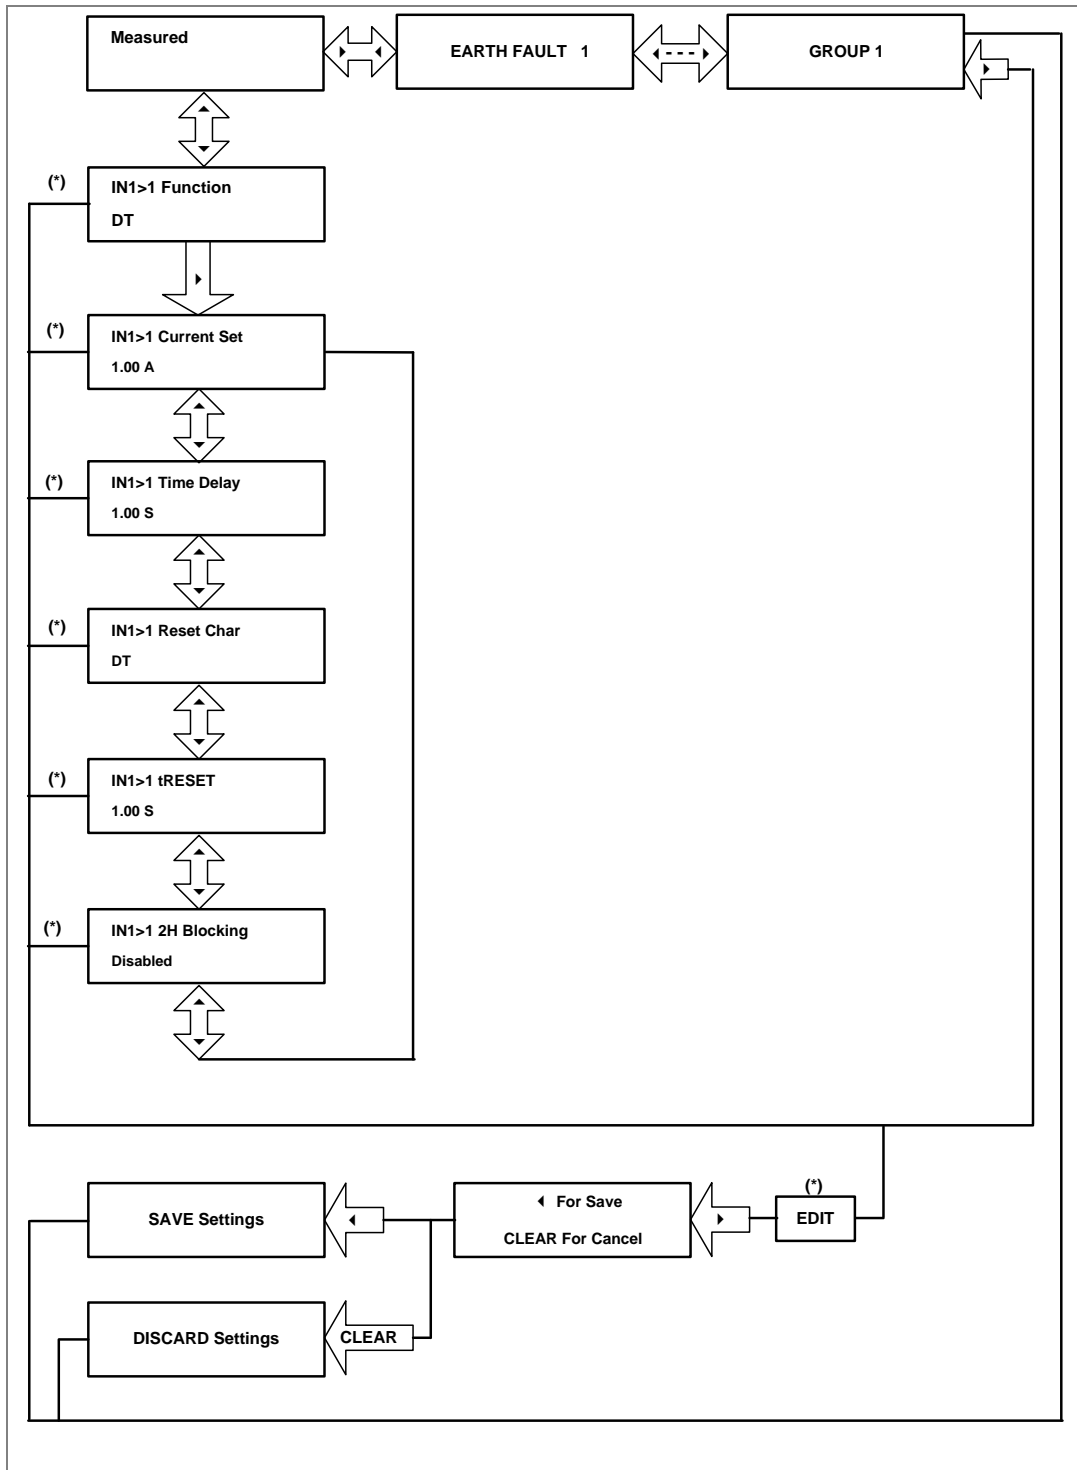 Measured
EARTH FAULT 1
GROUP 1
(*)
IN1>1 Function
DT
(*)
IN1>1 Current Set
1.00 A
(*)
IN1>1 Time Delay
1.00 S
(*)
IN1>1 Reset Char
DT
(*)
IN1>1 tRESET
1.00 S
(*)
IN1>1 2H Blocking
Disabled
SAVE Settings
For Save
CLEAR For Cancel
(*)
EDIT
DISCARD Settings
CLEAR